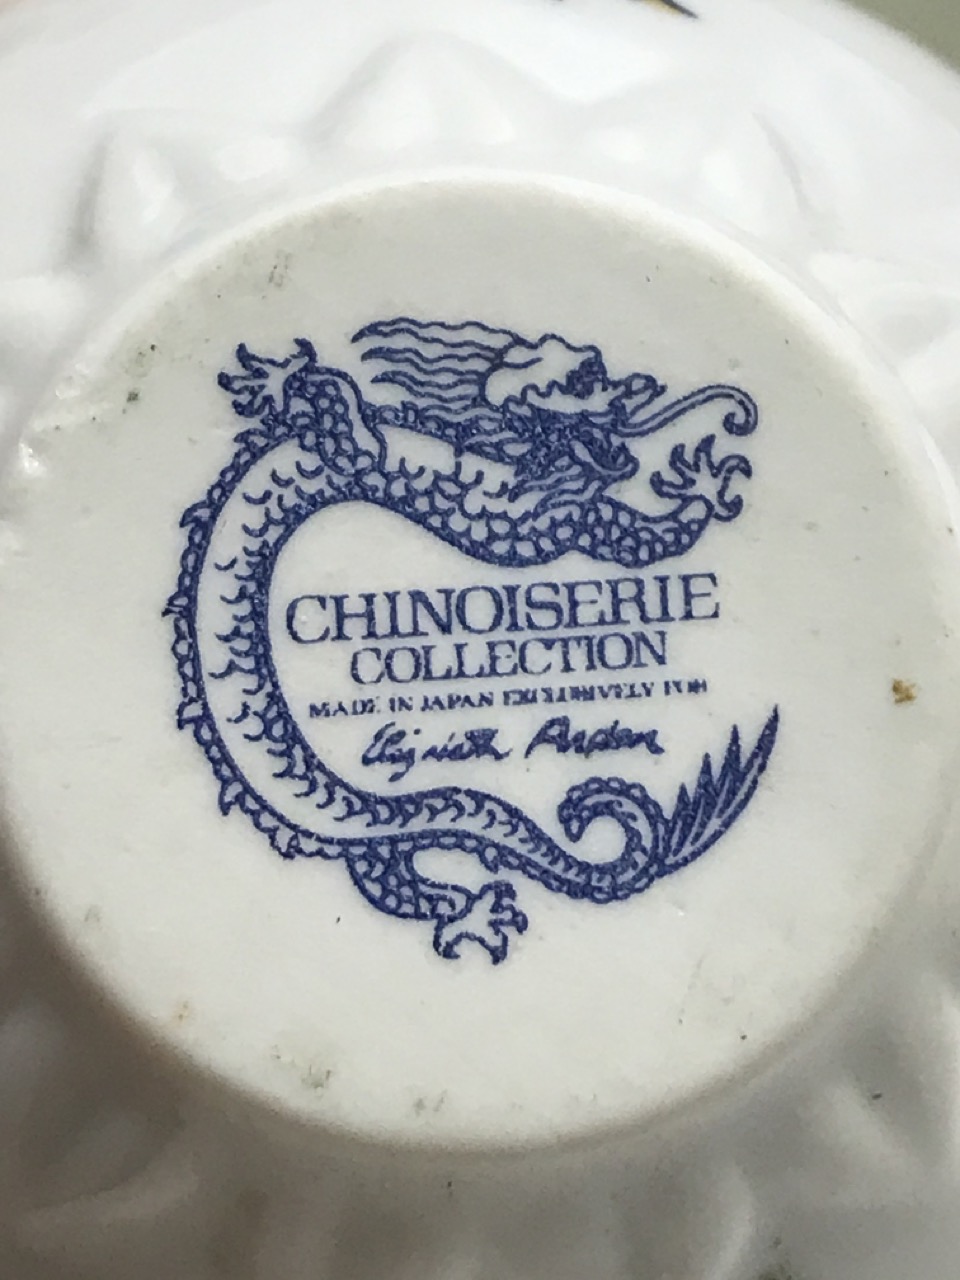 CHINOISERIE
COLLECTION
MADE IN JAPAN EXCLUSIVELY FOR
Elizabeth Arden